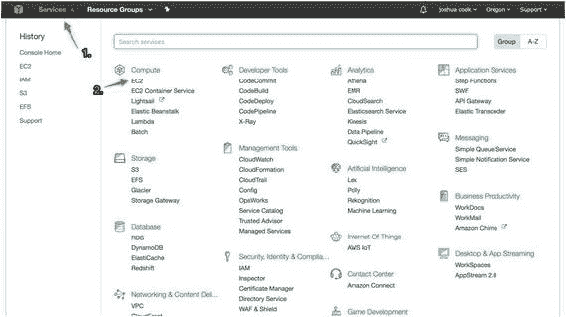 Services
Resource Groups
joshua cook
Oregon
Support
History
Console Home
EC2
IAM
S3
EFS
Support
1.
2.
Search services
Group
A-Z
Compute
EC2
EC2 Container Service
Lightsail
Elastic Beanstalk
Lambda
Batch
Storage
S3
EFS
Glacier
Storage Gateway
Database
RDS
DynamoDB
ElastiCache
Redshift
Networking & Content Del...
VPC
CloudFront
Developer Tools
CodeCommit
CodeBuild
CodeDeploy
CodePipeline
X-Ray
Management Tools
CloudWatch
CloudFormation
CloudTrail
Config
OpsWorks
Service Catalog
Trusted Advisor
Managed Services
Security, Identity & Complia...
IAM
Inspector
Certificate Manager
Directory Service
WAF & Shield
Analytics
Athena
EMR
CloudSearch
Elasticsearch Service
Kinesis
Data Pipeline
QuickSight
Artificial Intelligence
Lex
Polly
Rekognition
Machine Learning
Internet Of Things
AWS IoT
Contact Center
Amazon Connect
Game Development
Application Services
Step Functions
SWF
API Gateway
Elastic Transcoder
Messaging
Simple Queue Service
Simple Notification Service
SES
Business Productivity
WorkDocs
WorkMail
Amazon Chime
Desktop & App Streaming
WorkSpaces
AppStream 2.0